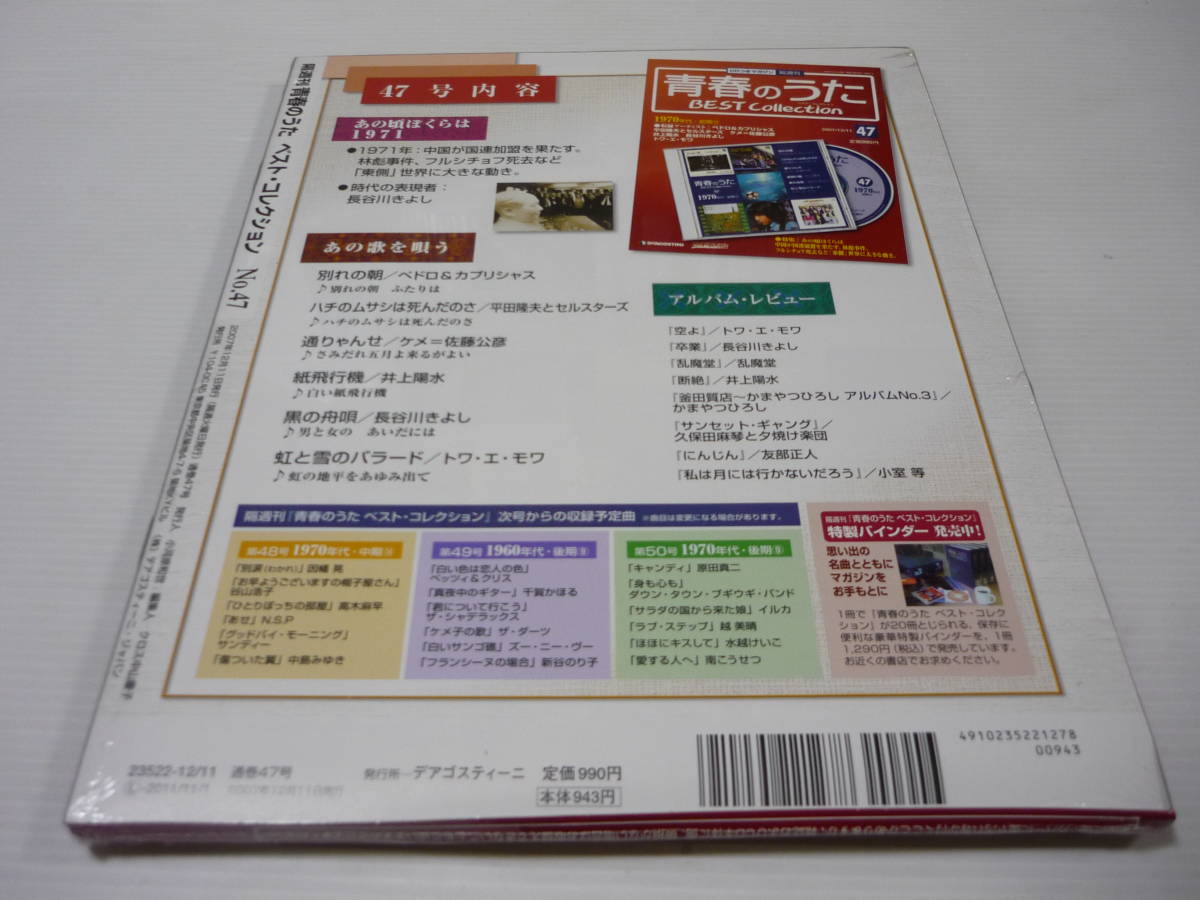 隔週刊 青春のうた ベスト・コレクション No.47
47 号内容
あの頃ぼくらは
1971
●1971年：中国が国連加盟を果たす。
林彪事件、フルシチョフ死去など
「東側」世界に大きな動き。
●時代の表現者：
長谷川きよし
あの歌を唄う
別れの朝／ペドロ＆カプリシャス
♪別れの朝 ふたりは
ハチのムサシは死んだのさ／平田隆夫とセルスターズ
♪ハチのムサシは死んだのさ
通りゃんせ／ケメ＝佐藤公彦
♪さみだれ五月よ来るがよい
紙飛行機／井上陽水
♪白い紙飛行機
黒の舟唄／長谷川きよし
♪男と女の あいだには
虹と雪のバラード／トワ・エ・モワ
♪虹の地平をあゆみ出て
青春のうた
BEST Collection
47
アルバム・レビュー
『空よ』／トワ・エ・モワ
『卒業』／長谷川きよし
『乱魔堂』／乱魔堂
『断絶』／井上陽水
『釜田質店〜かまやつひろし アルバムNo.3』／
かまやつひろし
『サンセット・ギャング』／
久保田麻琴と夕焼け楽団
『にんじん』／友部正人
『私は月には行かないだろう』／小室 等
隔週刊『青春のうた ベスト・コレクション』 次号からの収録予定曲 ※曲目は変更になる場合があります。
第48号 1970年代・中期⑭
「別涙（わかれ）」因幡 晃
「お早ようございますの帽子屋さん」
谷山浩子
「ひとりぼっちの部屋」高木麻早
「あせ」N.S.P
「グッドバイ・モーニング」
サンディー
「傷ついた翼」中島みゆき
第49号 1960年代・後期⑨
「白い色は恋人の色」
ベッツィ＆クリス
「真夜中のギター」千賀かほる
「君について行こう」
ザ・シャデラックス
「ケメ子の歌」ザ・ダーツ
「白いサンゴ礁」ズー・ニー・ヴー
「フランシーヌの場合」新谷のり子
第50号 1970年代・後期⑨
「キャンディ」原田真二
「身も心も」
ダウン・タウン・ブギウギ・バンド
「サラダの国から来た娘」イルカ
「ラブ・ステップ」越 美晴
「ほほにキスして」水越けいこ
「愛する人へ」南こうせつ
隔週刊『青春のうた ベスト・コレクション』
特製バインダー 発売中！
思い出の
名曲とともに
マガジンを
お手もとに
1冊で「青春のうた ベスト・コレク
ション」が20冊とじられる、保存に
便利な豪華特製バインダーを、1冊
1,290円（税込）で発売しています。
お近くの書店でお求めください。
4910235221278
00943
23522-12/11 通巻47号
発行所－デアゴスティーニ 定価990円
本体943円